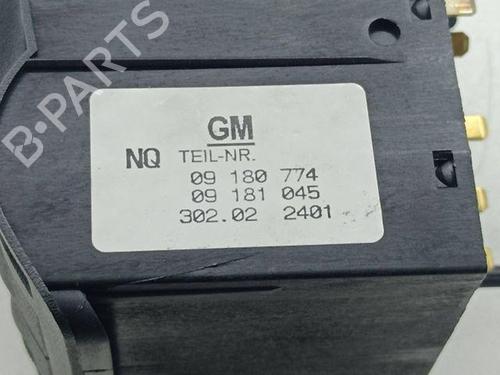 B-PARTS
GM
NQ TEIL-NR.
09 180 774
09 181 045
302.02 2401